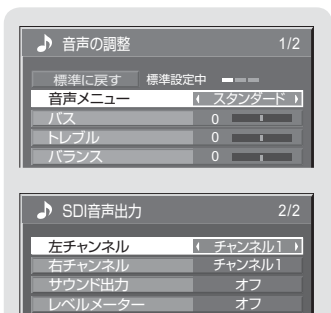 音声の調整 1/2
標準に戻す 標準設定中
音声メニュー スタンダード
バス 0
トレブル 0
バランス 0
SDI音声出力 2/2
左チャンネル チャンネル1
右チャンネル チャンネル1
サウンド出力 オフ
レベルメーター オフ